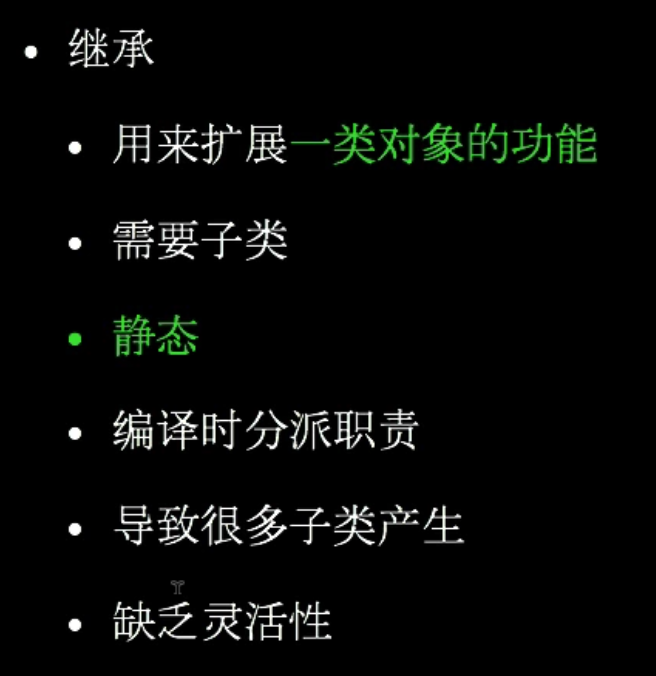 继承
用来扩展一类对象的功能
需要子类
静态
编译时分派职责
导致很多子类产生
缺乏灵活性